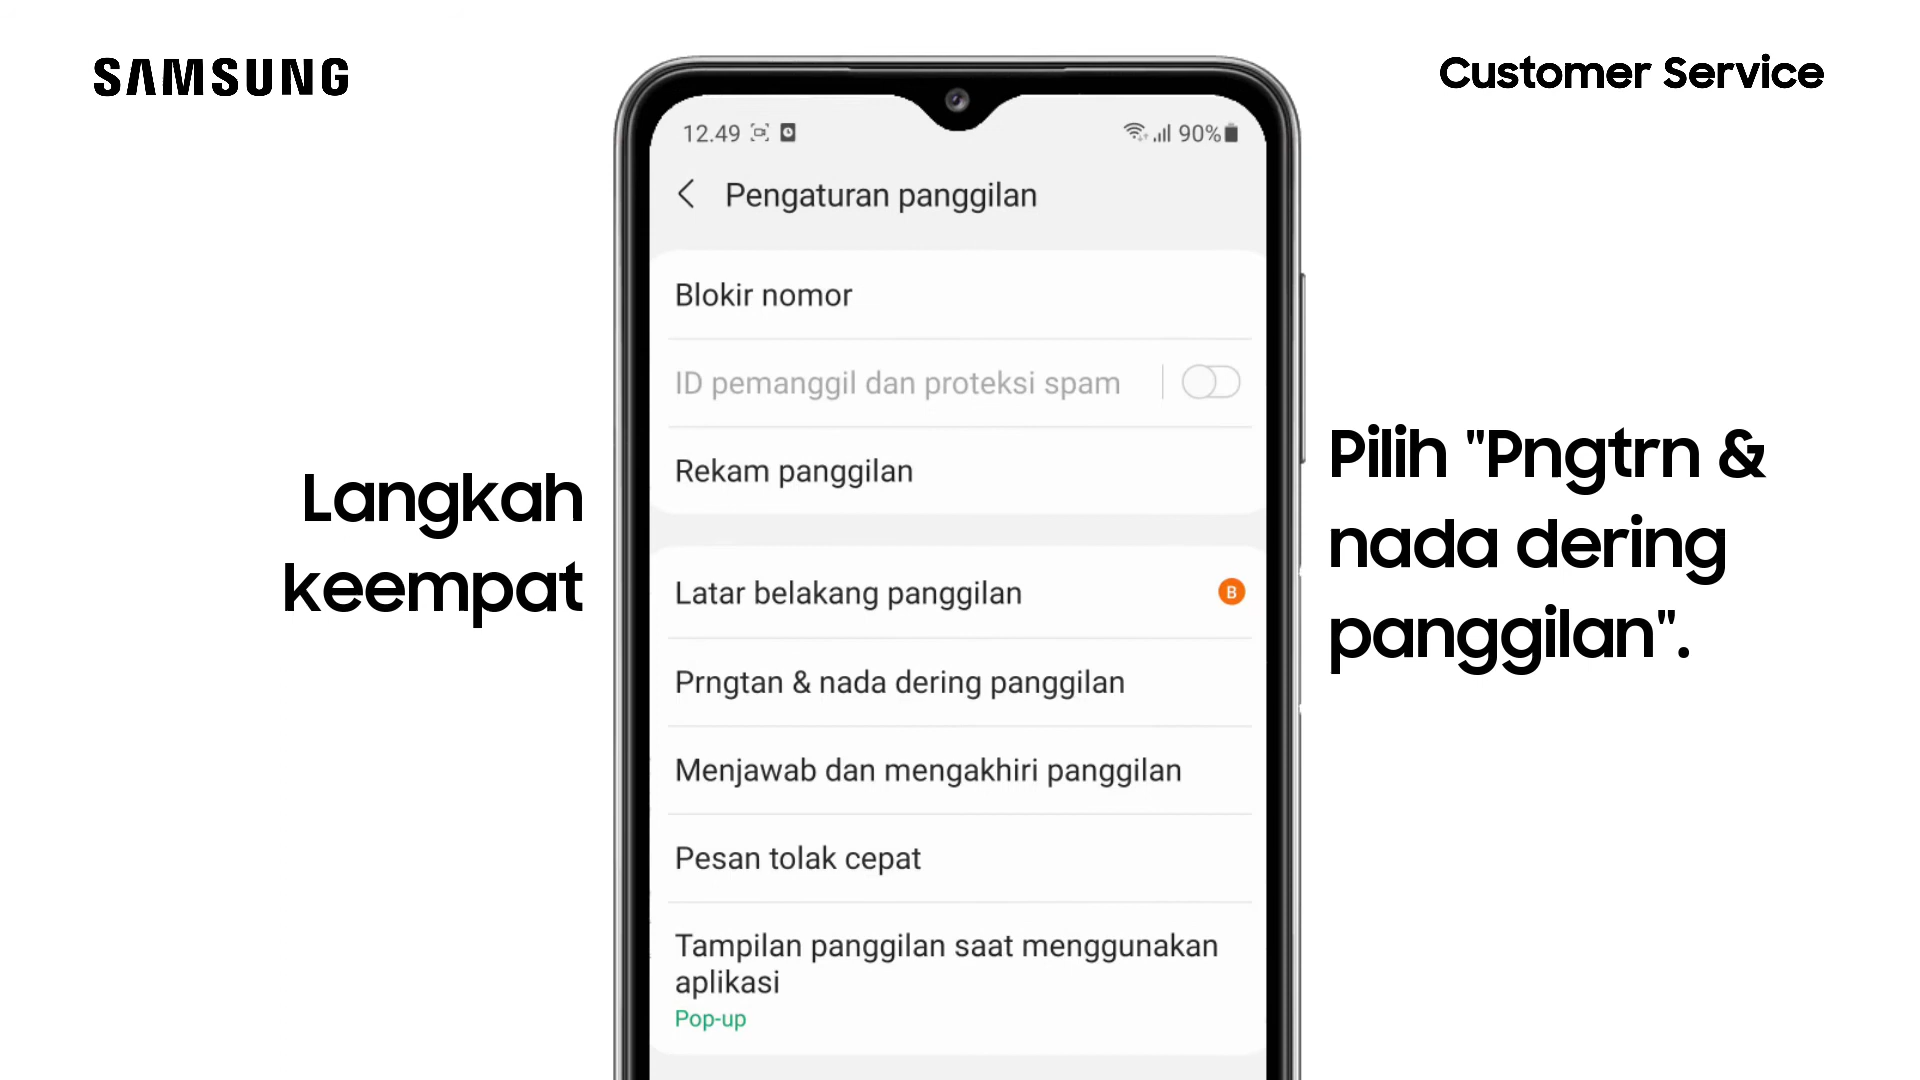 SAMSUNG
Customer Service
12.49
90%
Pengaturan panggilan
Blokir nomor
ID pemanggil dan proteksi spam
Rekam panggilan
Latar belakang panggilan
B
Prngtan & nada dering panggilan
Menjawab dan mengakhiri panggilan
Pesan tolak cepat
Tampilan panggilan saat menggunakan
aplikasi
Pop-up
Langkah
keempat
Pilih "Pngtrn &
nada dering
panggilan".